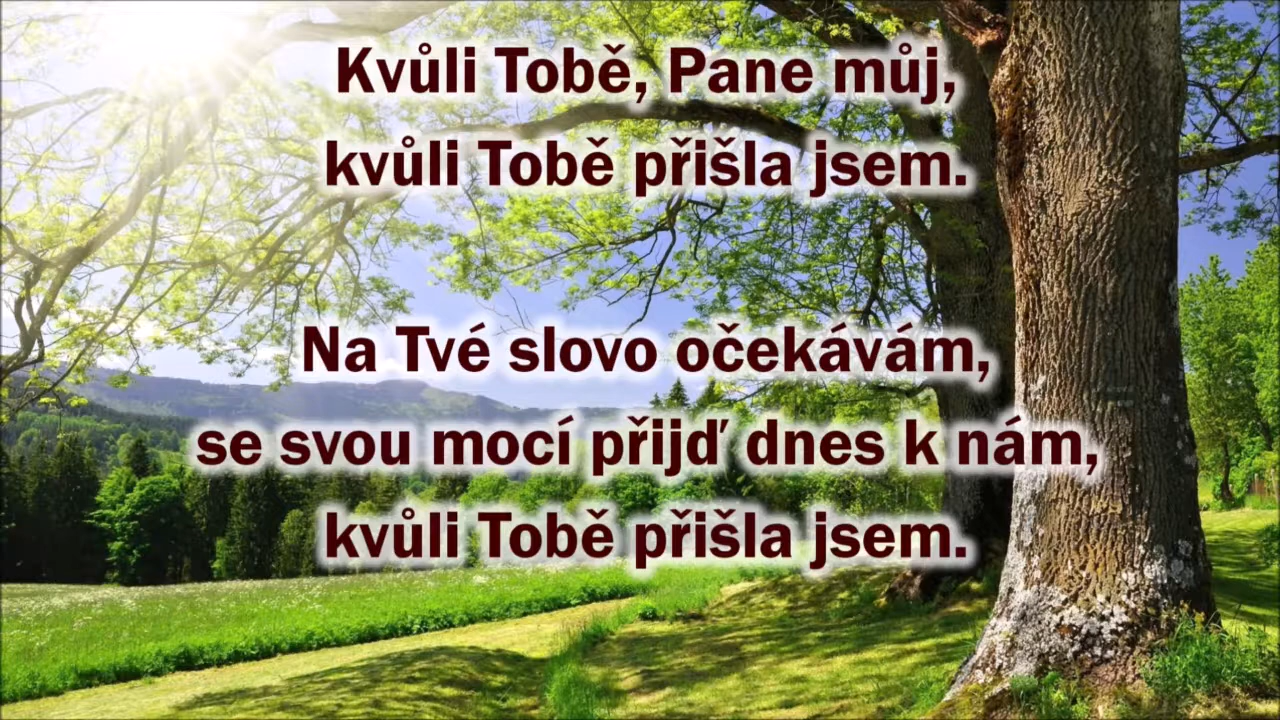 Kvůli Tobě, Pane můj,
kvůli Tobě přišla jsem.
Na Tvé slovo očekávám,
se svou mocí přijď dnes k nám,
kvůli Tobě přišla jsem.